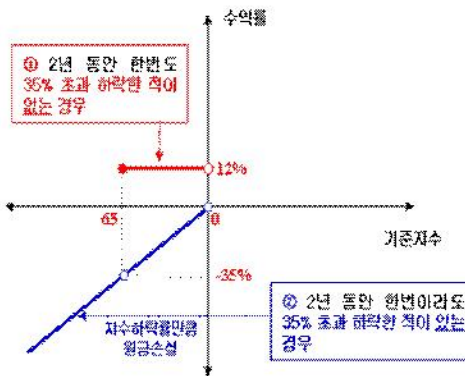 수익률
① 2년 동안 한번도
35% 초과 하락한 적이
없는 경우
12%
65
0
기준지수
-35%
② 2년 동안 한번이라도
35% 초과 하락한 적이 있는
경우
지수하락률만큼
원금손실